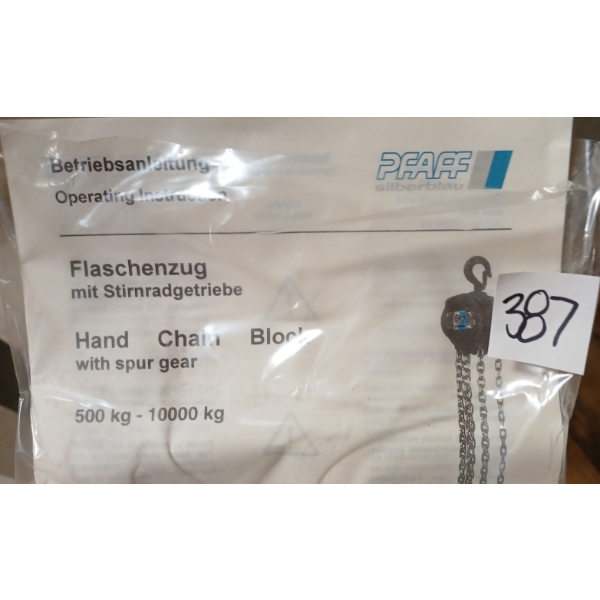 Betriebsanleitung
Operating Instruction
PFAFF
silberblau
Flaschenzug
mit Stirnradgetriebe
Hand Chain Block
with spur gear
500 kg - 10000 kg
387